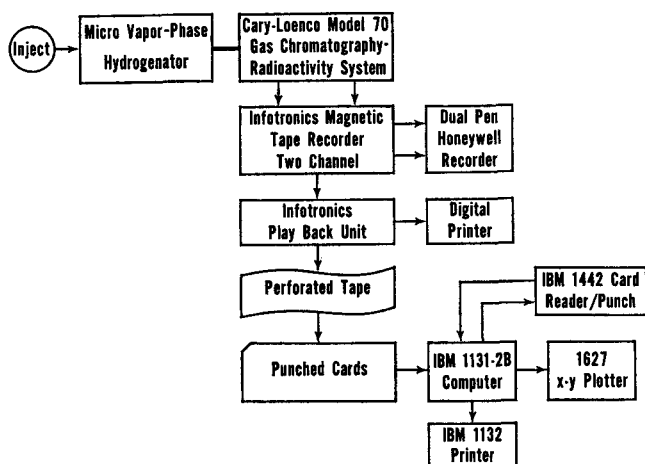 Inject
Micro Vapor-Phase
Hydrogenator
Cary-Loenco Model 70
Gas Chromatography-
Radioactivity System
Infotronics Magnetic
Tape Recorder
Two Channel
Dual Pen
Honeywell
Recorder
Infotronics
Play Back Unit
Digital
Printer
Perforated Tape
IBM 1442 Card
Reader/Punch
Punched Cards
IBM 1131-2B
Computer
1627
x-y Plotter
IBM 1132
Printer